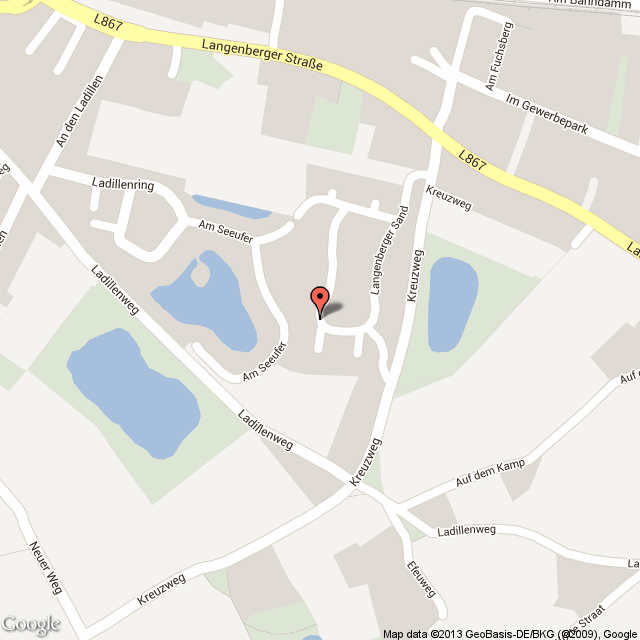 Am Bahndamm
L867
Langenberger Straße
Am Fuchsberg
An den Ladillen
Im Gewerbepark
L867
Ladillenring
Kreuzweg
Am Seeufer
Langenberger Sand
Kreuzweg
Ladillenweg
Am Seeufer
Auf d
Ladillenweg
Kreuzweg
Auf dem Kamp
Ladillenweg
Neuer Weg
Efeuweg
La
Kreuzweg
Straat
Google
Map data ©2013 GeoBasis-DE/BKG (©2009), Google